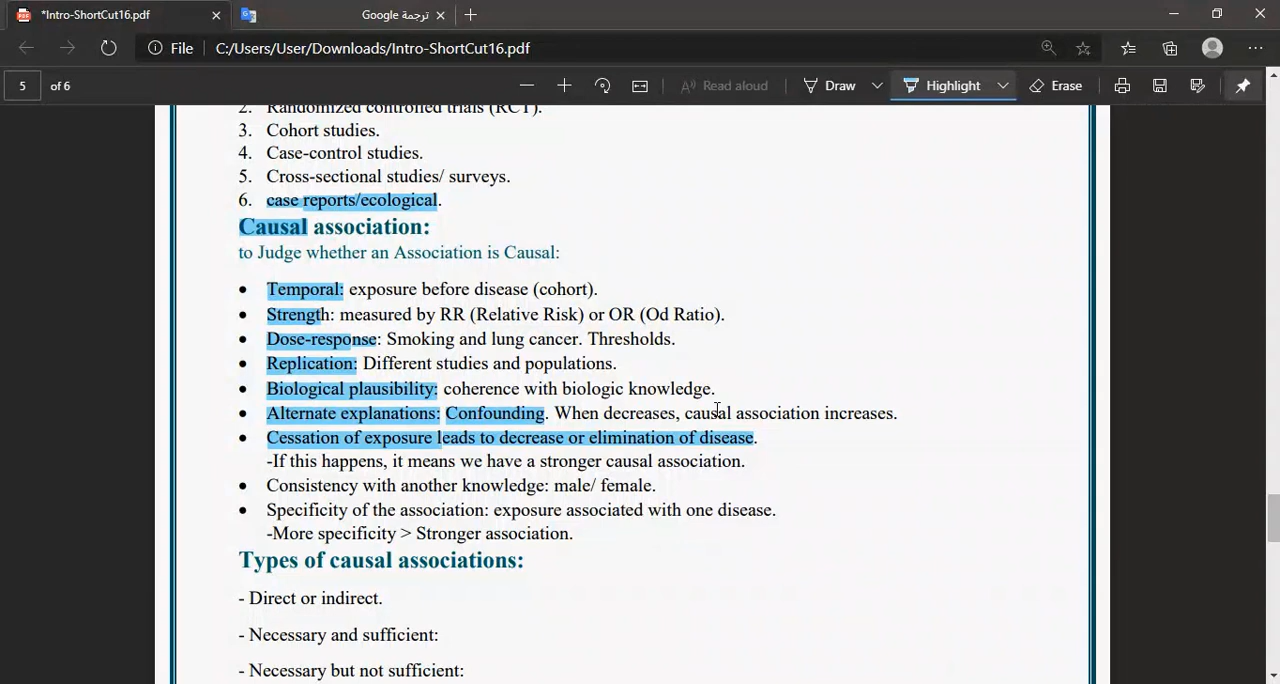 *Intro-ShortCut16.pdf
ترجمة Google
File
C:/Users/User/Downloads/Intro-ShortCut16.pdf
5 of 6
Read aloud
Draw
Highlight
Erase
2. Randomized controlled trials (RCT).
3. Cohort studies.
4. Case-control studies.
5. Cross-sectional studies/ surveys.
6. case reports/ecological.
Causal association:
to Judge whether an Association is Causal:
• Temporal: exposure before disease (cohort).
• Strength: measured by RR (Relative Risk) or OR (Od Ratio).
• Dose-response: Smoking and lung cancer. Thresholds.
• Replication: Different studies and populations.
• Biological plausibility: coherence with biologic knowledge.
• Alternate explanations: Confounding. When decreases, causal association increases.
• Cessation of exposure leads to decrease or elimination of disease.
-If this happens, it means we have a stronger causal association.
• Consistency with another knowledge: male/ female.
• Specificity of the association: exposure associated with one disease.
-More specificity > Stronger association.
Types of causal associations:
- Direct or indirect.
- Necessary and sufficient:
- Necessary but not sufficient: